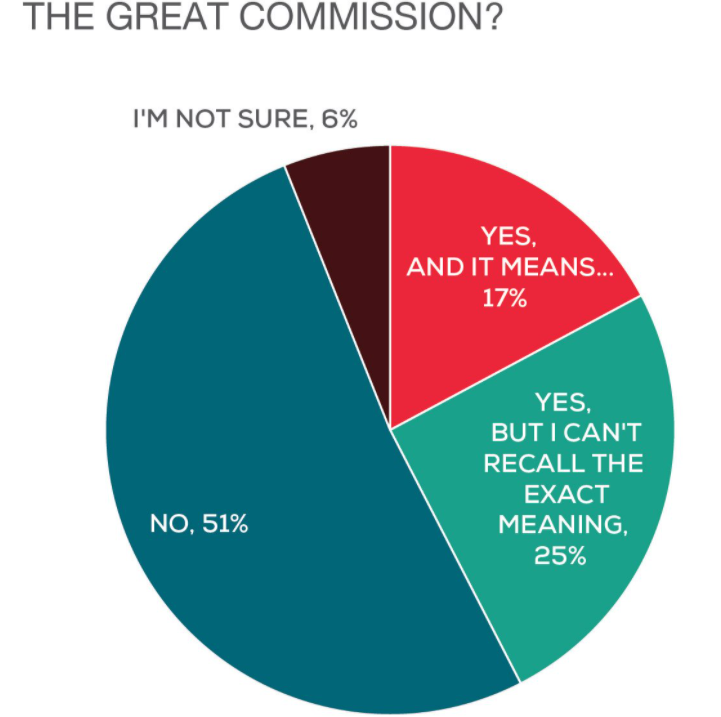 THE GREAT COMMISSION?
I'M NOT SURE, 6%
YES,
AND IT MEANS...
17%
YES,
BUT I CAN'T
RECALL THE
EXACT
MEANING,
25%
NO, 51%